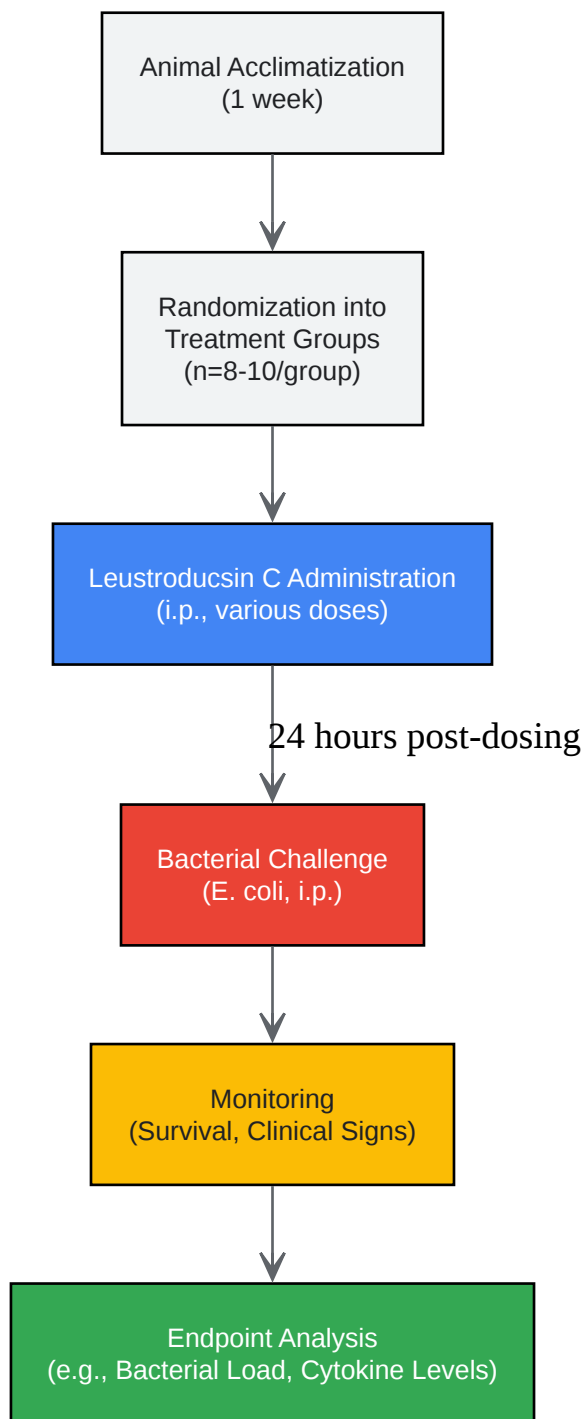 Animal Acclimatization
(1 week)
Randomization into
Treatment Groups
(n=8-10/group)
Leustroducsin C Administration
(i.p., various doses)
24 hours post-dosing
Bacterial Challenge
(E. coli, i.p.)
Monitoring
(Survival, Clinical Signs)
Endpoint Analysis
(e.g., Bacterial Load, Cytokine Levels)